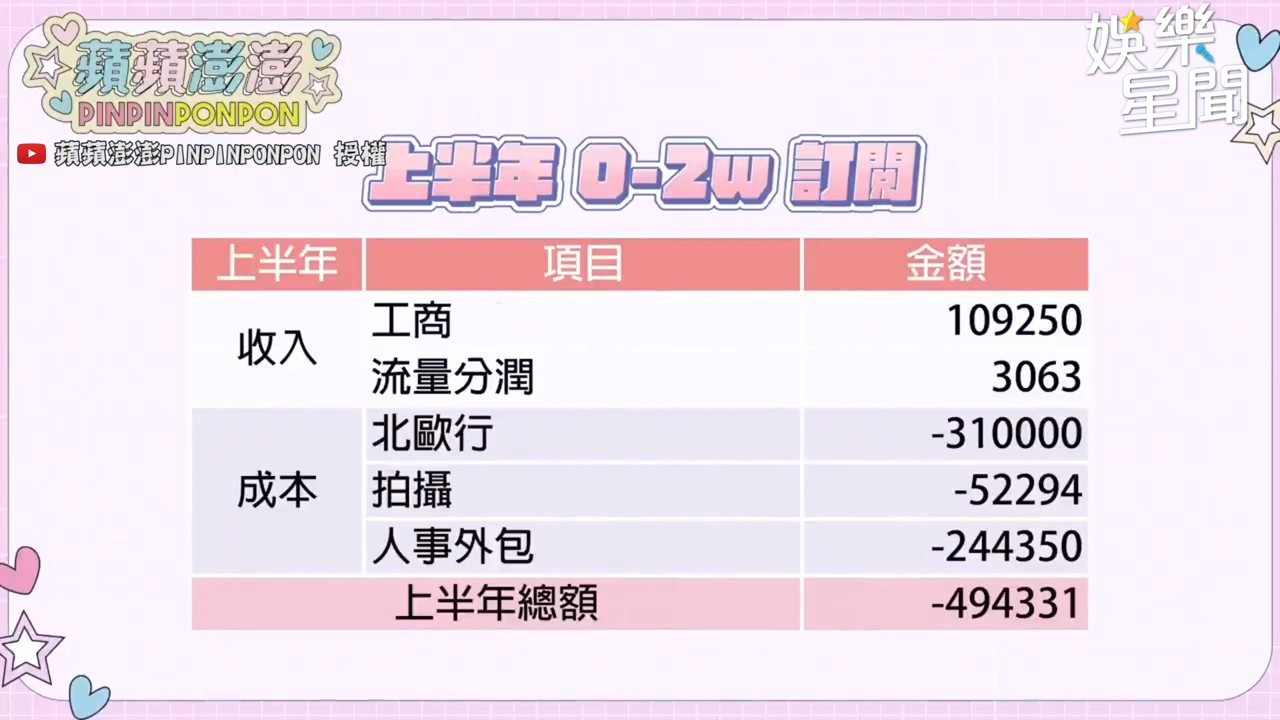 蘋蘋澎澎
PINPINPONPON
娛樂
星聞
蘋蘋澎澎PINPINPONPON 授權
上半年 0-2w 訂閱
上半年 項目 金額
收入
工商 109250
流量分潤 3063
成本
北歐行 -310000
拍攝 -52294
人事外包 -244350
上半年總額 -494331